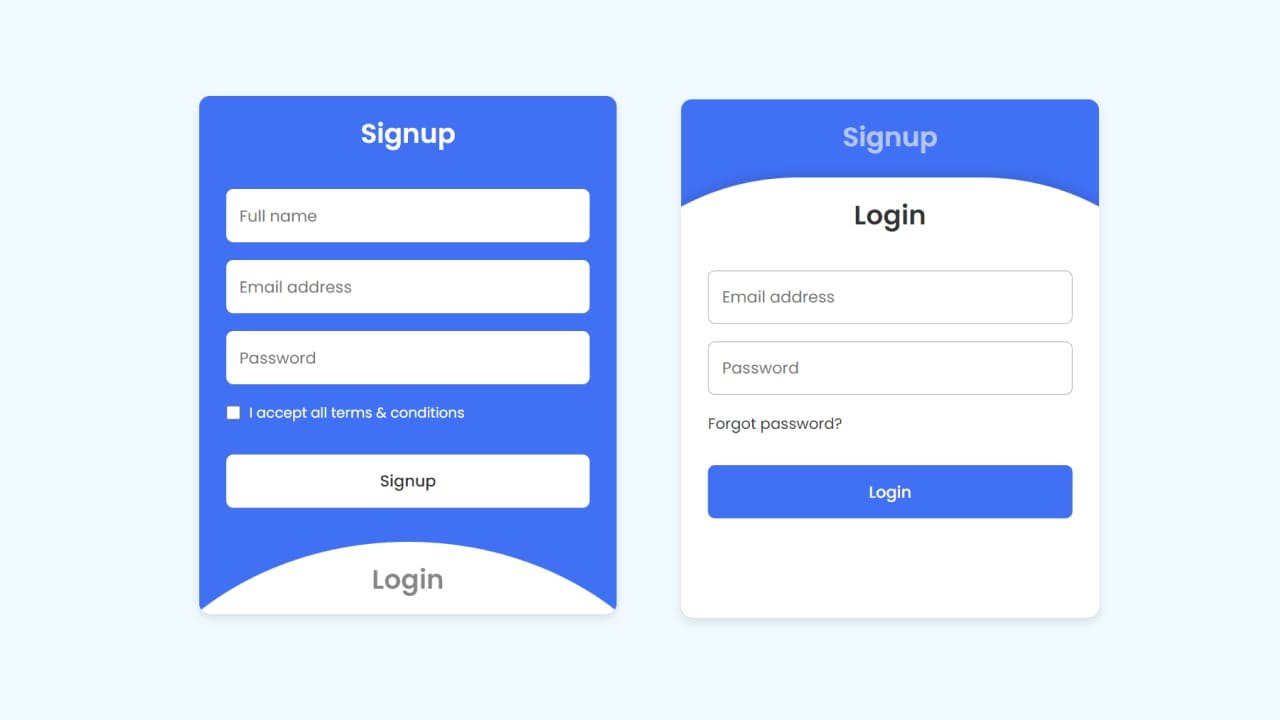 Signup
Full name
Email address
Password
I accept all terms & conditions
Signup
Login
Signup
Login
Email address
Password
Forgot password?
Login